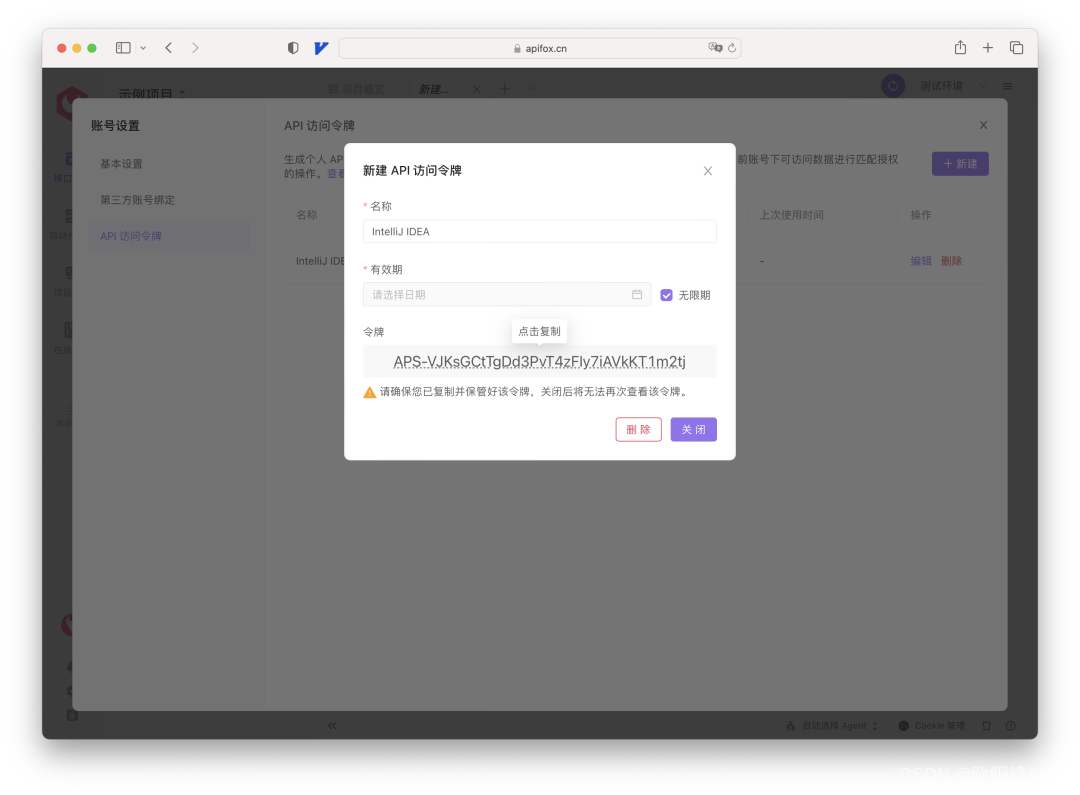 apifox.cn
示例项目
项目概览
新建...
测试环境
账号设置
基本设置
第三方账号绑定
API 访问令牌
API 访问令牌
生成个人 AP
前账号下可访问数据进行匹配授权
的操作。查看
新建
名称
上次使用时间
操作
IntelliJ IDE
-
编辑 删除
新建 API 访问令牌
* 名称
IntelliJ IDEA
* 有效期
请选择日期
无限期
令牌
点击复制
APS-VJKsGCtTgDd3PvT4zFIy7iAVkKT1m2tj
请确保您已复制并保管好该令牌，关闭后将无法再次查看该令牌。
删 除
关 闭
自动选择 Agent
Cookie 管理